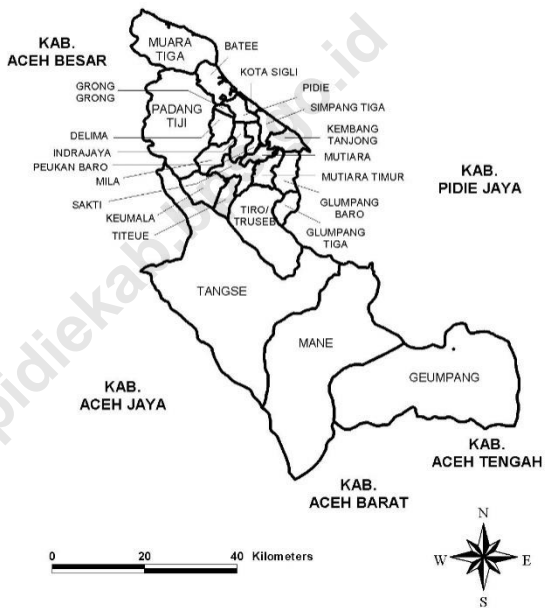 KAB.
ACEH BESAR
MUARA
TIGA
BATEE
KOTA SIGLI
GRONG
GRONG
PIDIE
PADANG
TIJI
SIMPANG TIGA
DELIMA
KEMBANG
TANJONG
INDRAJAYA
MUTIARA
PEUKAN BARO
MILA
MUTIARA TIMUR
KAB.
PIDIE JAYA
SAKTI
GLUMPANG
BARO
KEUMALA
TIRO/
TRUSEB
TITEUE
GLUMPANG
TIGA
TANGSE
MANE
GEUMPANG
KAB.
ACEH JAYA
KAB.
ACEH TENGAH
KAB.
ACEH BARAT
0 20 40 Kilometers
N
W E
S